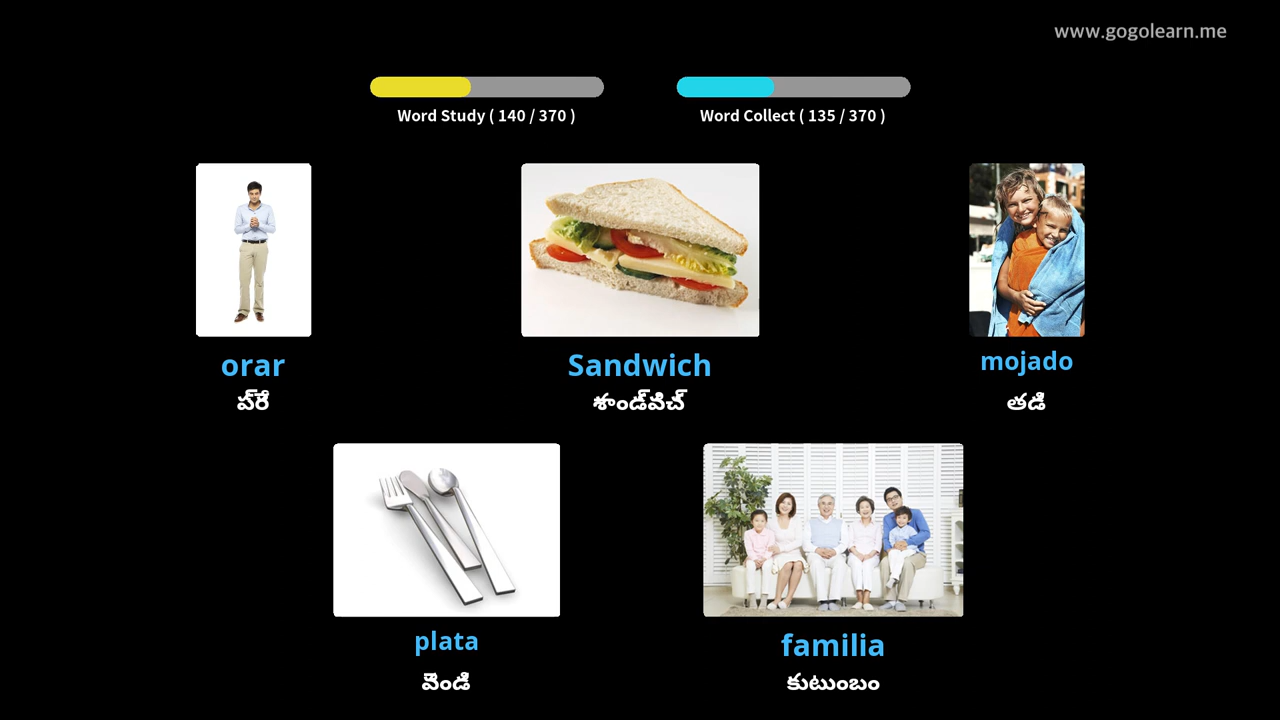 www.gogolearn.me
Word Study ( 140 / 370 )
Word Collect ( 135 / 370 )
orar
ప్‌రే
Sandwich
శాండ్‌విచ్
mojado
తడి
plata
వెండి
familia
కుటుంబం